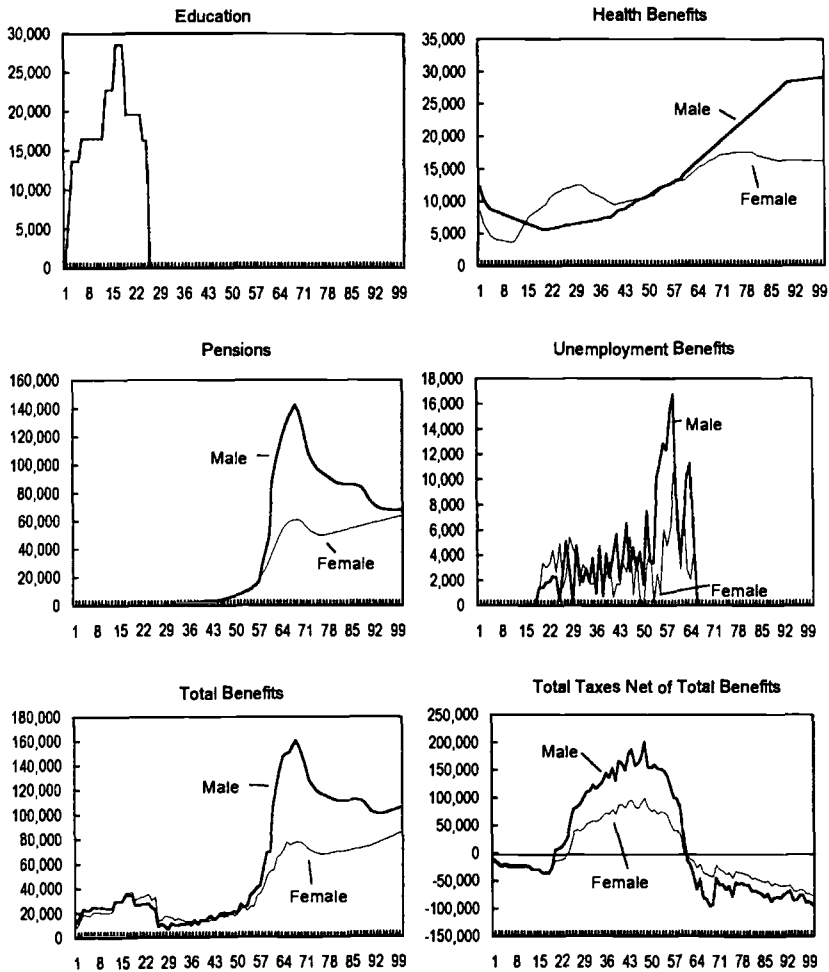 Education
30,000
25,000
20,000
15,000
10,000
5,000
0
1 8 15 22 29 36 43 50 57 64 71 78 85 92 99
Health Benefits
35,000
30,000
25,000
20,000
15,000
10,000
5,000
0
Male
Female
1 8 15 22 29 36 43 50 57 64 71 78 85 92 99
Pensions
160,000
140,000
120,000
100,000
80,000
60,000
40,000
20,000
0
Male
Female
1 8 15 22 29 36 43 50 57 64 71 78 85 92 99
Unemployment Benefits
18,000
16,000
14,000
12,000
10,000
8,000
6,000
4,000
2,000
0
Male
Female
1 8 15 22 29 36 43 50 57 64 71 78 85 92 99
Total Benefits
180,000
160,000
140,000
120,000
100,000
80,000
60,000
40,000
20,000
0
Male
Female
1 8 15 22 29 36 43 50 57 64 71 78 85 92 99
Total Taxes Net of Total Benefits
250,000
200,000
150,000
100,000
50,000
0
-50,000
-100,000
-150,000
Male
Female
1 8 15 22 29 36 43 50 57 64 71 78 85 92 99